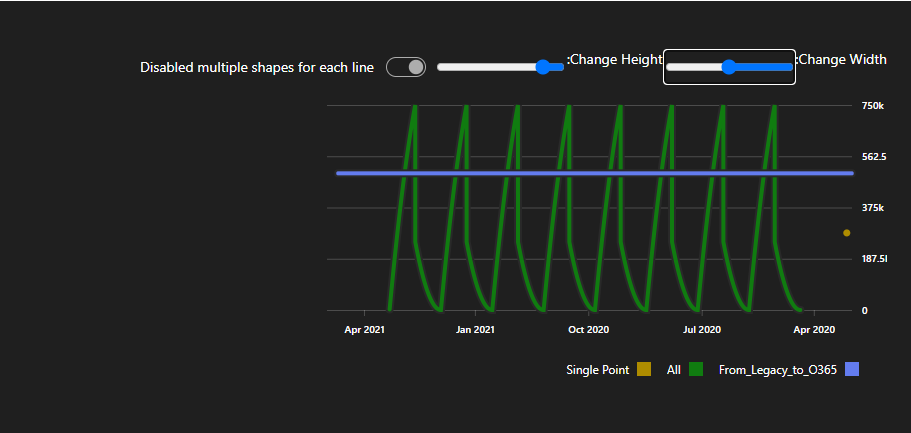 Disabled multiple shapes for each line
:Change Height
:Change Width
750k
562.5
375k
187.5l
0
Apr 2021
Jan 2021
Oct 2020
Jul 2020
Apr 2020
Single Point
All
From_Legacy_to_O365